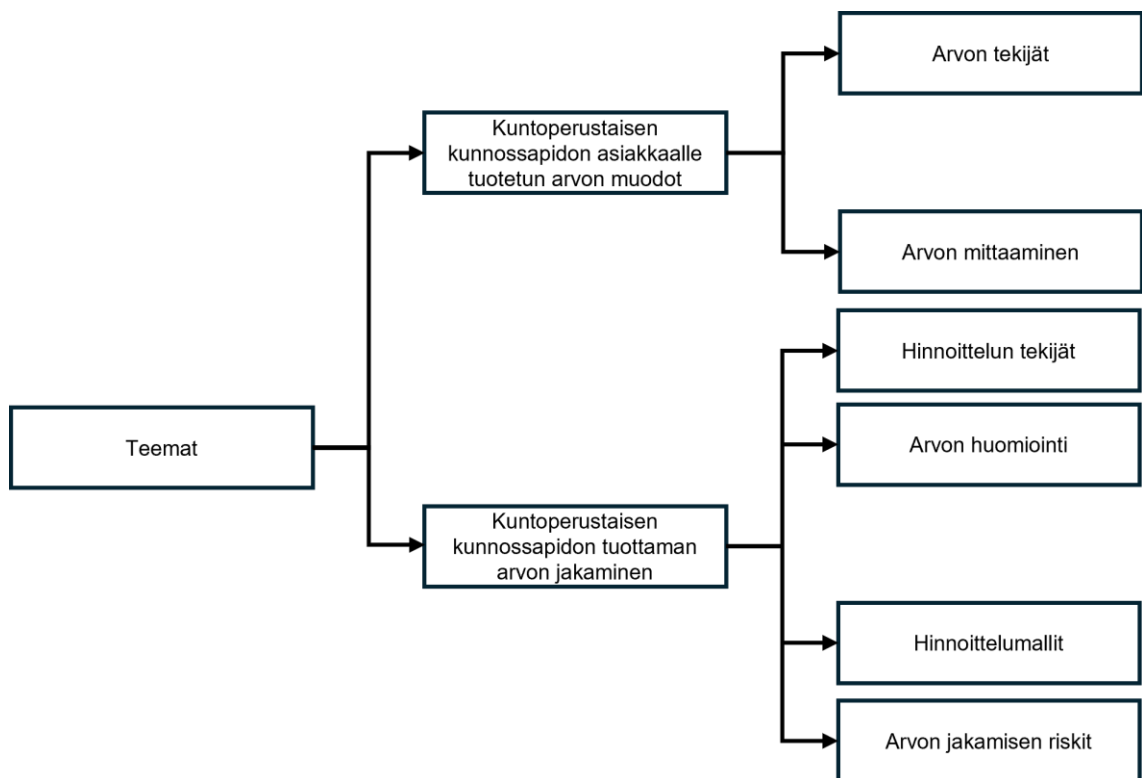 Teemat
Kuntoperustaisen
kunnossapidon asiakkaalle
tuotetun arvon muodot
Arvon tekijät
Arvon mittaaminen
Kuntoperustaisen
kunnossapidon tuottaman
arvon jakaminen
Hinnoittelun tekijät
Arvon huomiointi
Hinnoittelumallit
Arvon jakamisen riskit